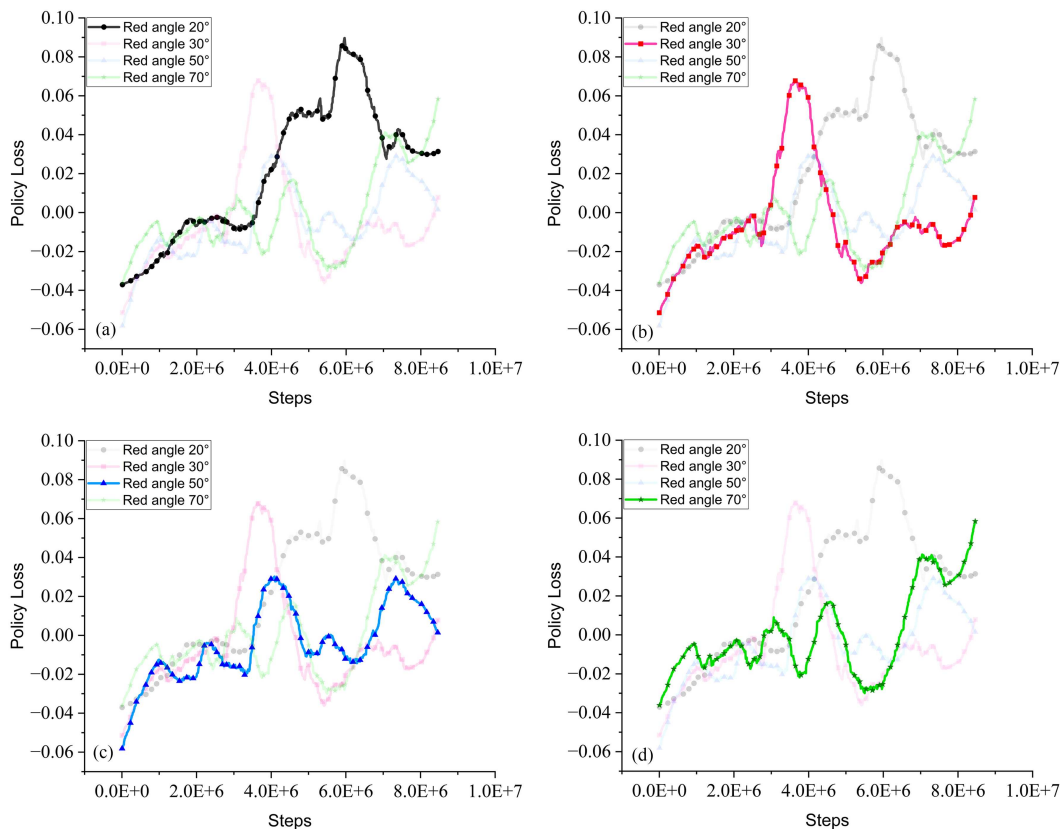 0.10
0.08
0.06
0.04
0.02
0.00
−0.02
−0.04
−0.06
Policy Loss
Red angle 20°
Red angle 30°
Red angle 50°
Red angle 70°
(a)
0.0E+0 2.0E+6 4.0E+6 6.0E+6 8.0E+6 1.0E+7
Steps
0.10
0.08
0.06
0.04
0.02
0.00
−0.02
−0.04
−0.06
Policy Loss
Red angle 20°
Red angle 30°
Red angle 50°
Red angle 70°
(b)
0.0E+0 2.0E+6 4.0E+6 6.0E+6 8.0E+6 1.0E+7
Steps
0.10
0.08
0.06
0.04
0.02
0.00
−0.02
−0.04
−0.06
Policy Loss
Red angle 20°
Red angle 30°
Red angle 50°
Red angle 70°
(c)
0.0E+0 2.0E+6 4.0E+6 6.0E+6 8.0E+6 1.0E+7
Steps
0.10
0.08
0.06
0.04
0.02
0.00
−0.02
−0.04
−0.06
Policy Loss
Red angle 20°
Red angle 30°
Red angle 50°
Red angle 70°
(d)
0.0E+0 2.0E+6 4.0E+6 6.0E+6 8.0E+6 1.0E+7
Steps